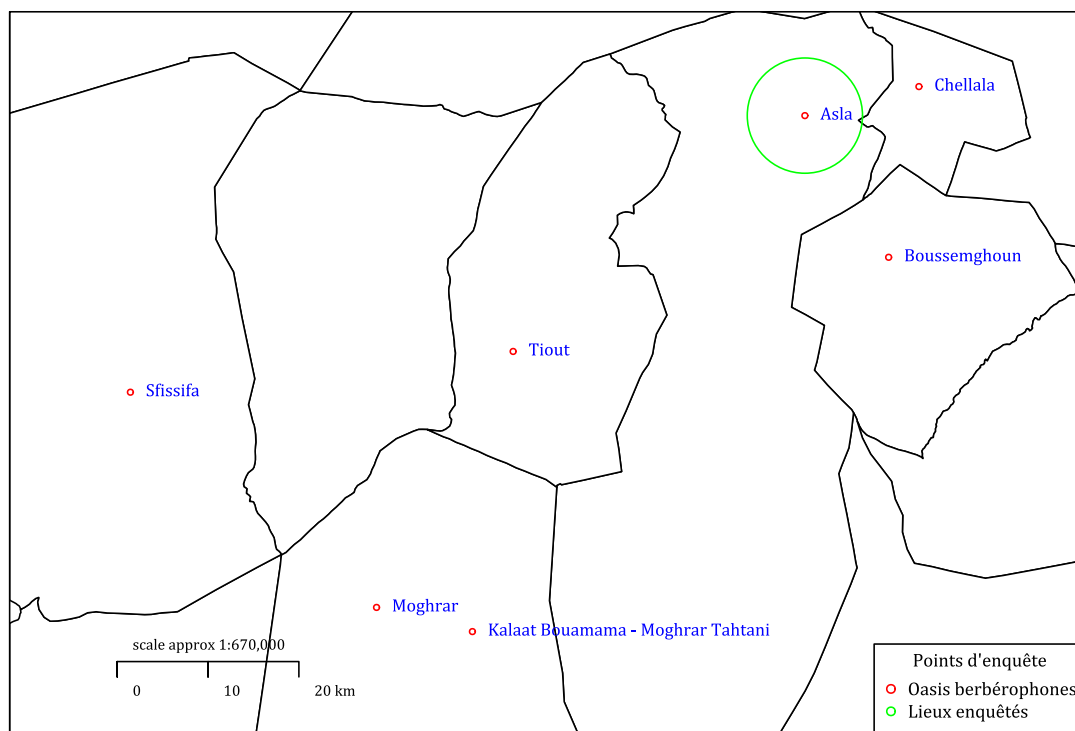 Chellala
Asla
Boussemghoun
Tiout
Sfissifa
Moghrar
Kalaat Bouamama - Moghrar Tahtani
scale approx 1:670,000
0 10 20 km
Points d'enquête
Oasis berbérophones
Lieux enquêtés